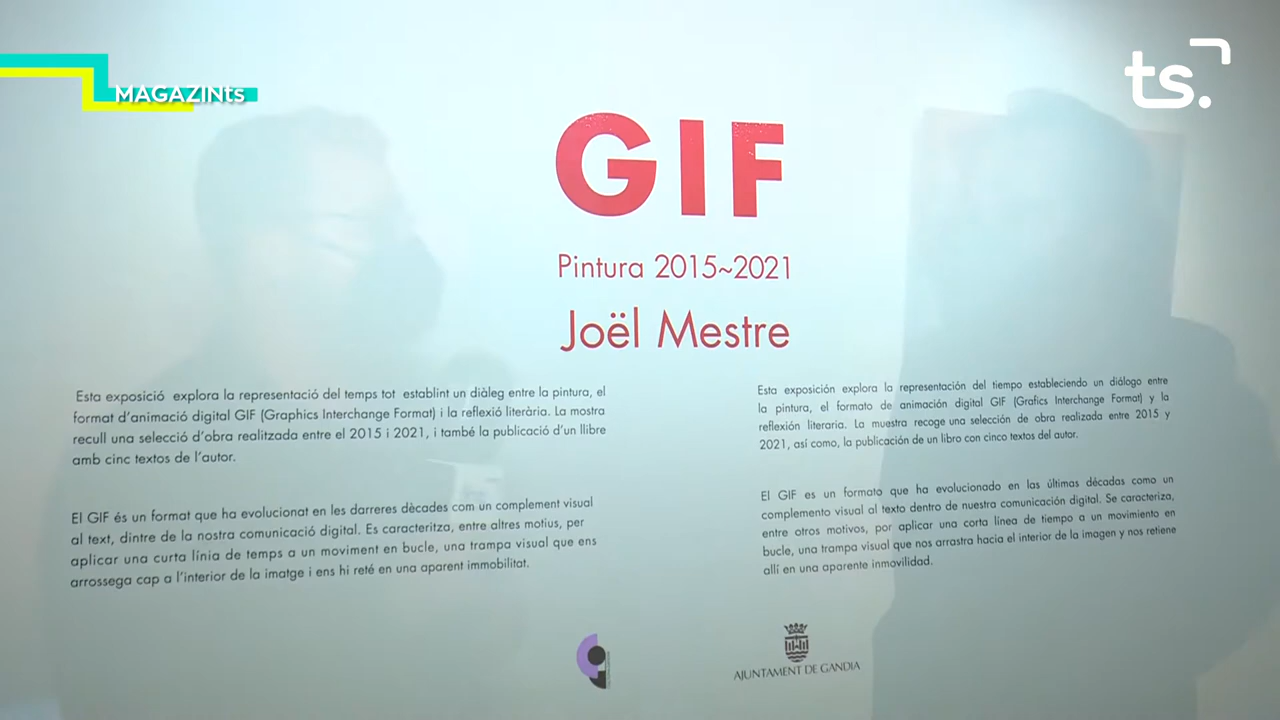 MAGAZINts
ts.
GIF
Pintura 2015~2021
Joël Mestre
Esta exposició explora la representació del temps tot establint un diàleg entre la pintura, el
format d'animació digital GIF (Graphics Interchange Format) i la reflexió literària. La mostra
recull una selecció d'obra realitzada entre el 2015 i 2021, i també la publicació d'un llibre
amb cinc textos de l'autor.
El GIF és un format que ha evolucionat en les darreres dècades com un complement visual
al text, dintre de la nostra comunicació digital. Es caracteritza, entre altres motius, per
aplicar una curta línia de temps a un moviment en bucle, una trampa visual que ens
arrossega cap a l'interior de la imatge i ens hi reté en una aparent immobilitat.
Esta exposición explora la representación del tiempo estableciendo un diálogo entre
la pintura, el formato de animación digital GIF (Grafics Interchange Format) y la
reflexión literaria. La muestra recoge una selección de obra realizada entre 2015 y
2021, así como, la publicación de un libro con cinco textos del autor.
El GIF es un formato que ha evolucionado en las últimas décadas como un
complemento visual al texto dentro de nuestra comunicación digital. Se caracteriza,
entre otros motivos, por aplicar una corta línea de tiempo a un movimiento en
bucle, una trampa visual que nos arrastra hacia el interior de la imagen y nos retiene
allí en una aparente inmovilidad.
AJUNTAMENT DE GANDIA